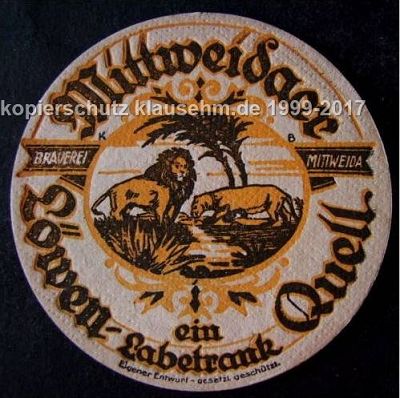 Mittweidaer
kopierschutz klausehm.de 1999-2017
K B
BRAUEREI MITTWEIDA
Löwen-Quell
ein
Labetrank
Eigener Entwurf - gesetzl. geschützt.